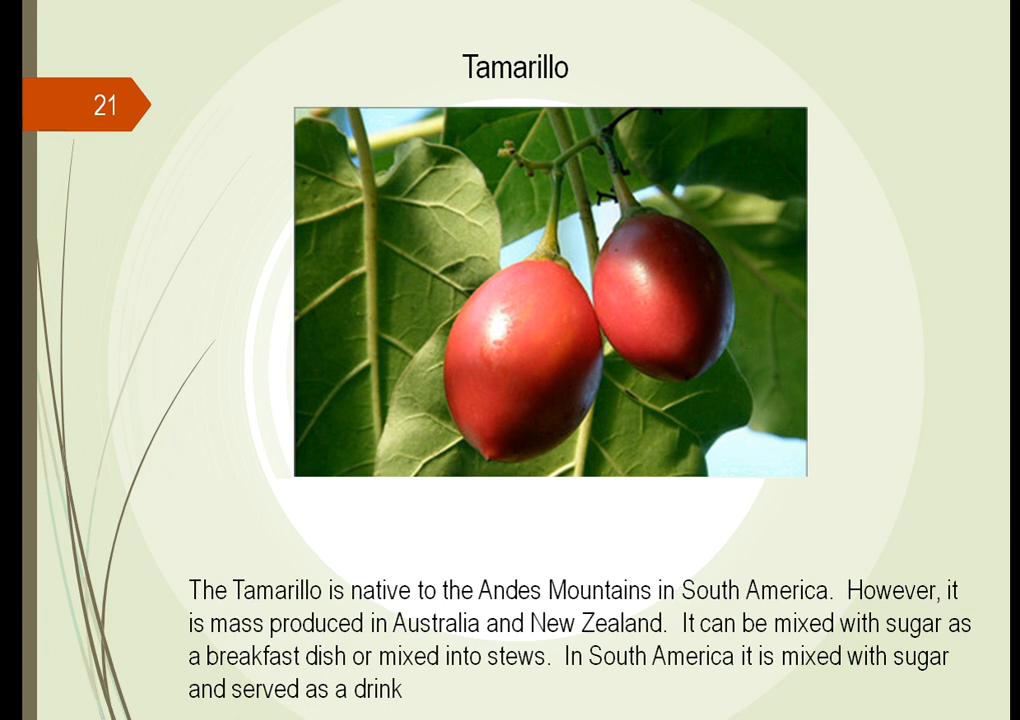 Tamarillo
21
The Tamarillo is native to the Andes Mountains in South America.  However, it
is mass produced in Australia and New Zealand.  It can be mixed with sugar as
a breakfast dish or mixed into stews.  In South America it is mixed with sugar
and served as a drink